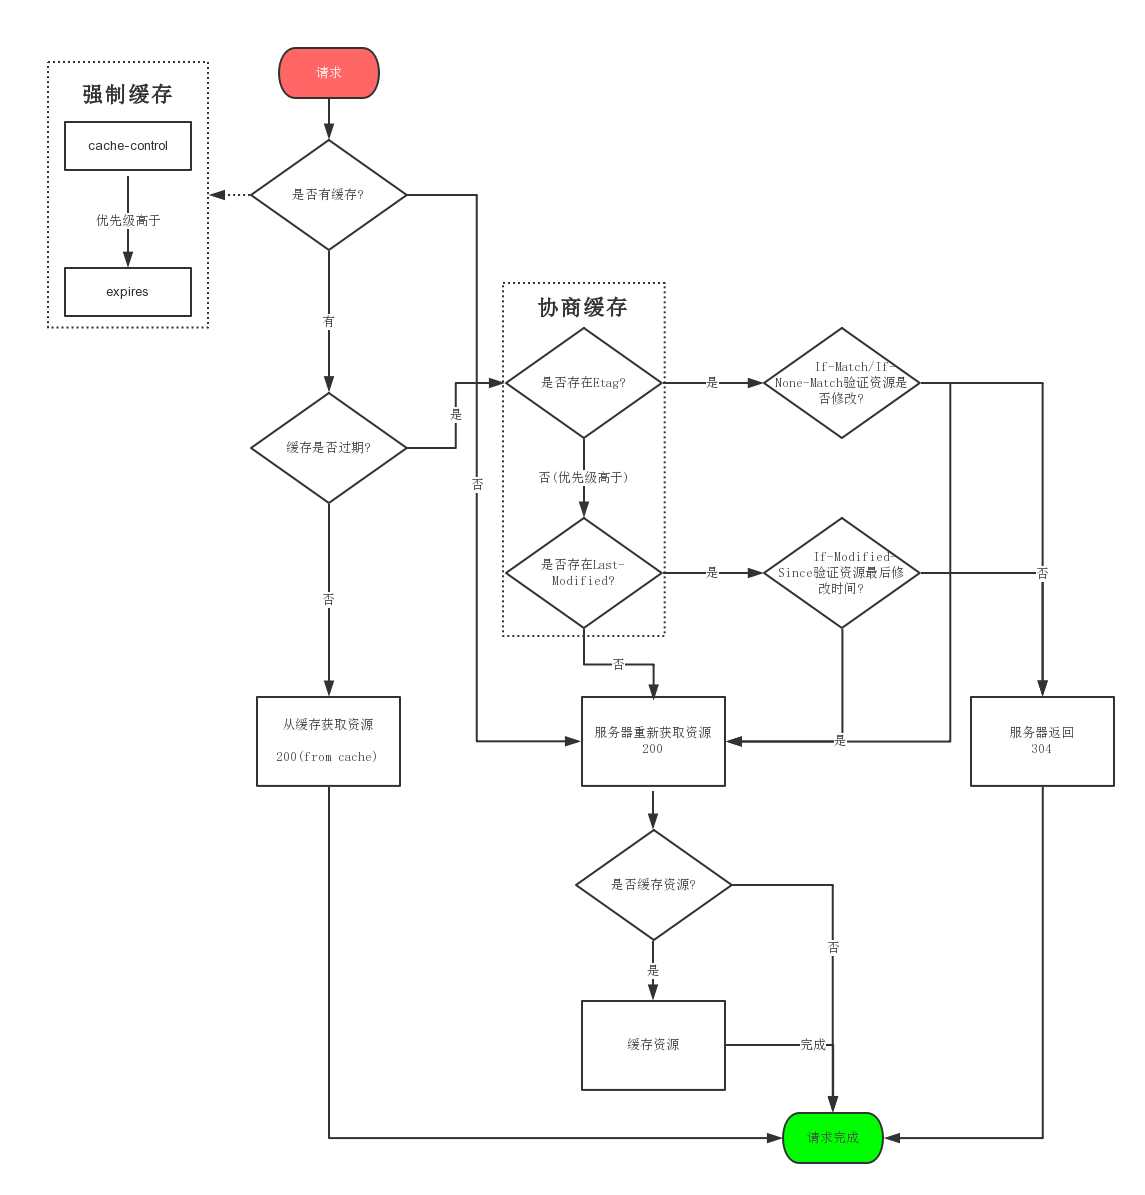 请求
强制缓存
cache-control
优先级高于
expires
是否有缓存?
有
否
协商缓存
是否存在Etag?
是
If-Match/If-
None-Match验证资源是
否修改?
缓存是否过期?
是
否(优先级高于)
是否存在Last-
Modified?
是
If-Modified-
Since验证资源最后修
改时间?
否
否
否
从缓存获取资源
200(from cache)
服务器重新获取资源
200
是
服务器返回
304
是否缓存资源?
否
是
缓存资源
完成
请求完成